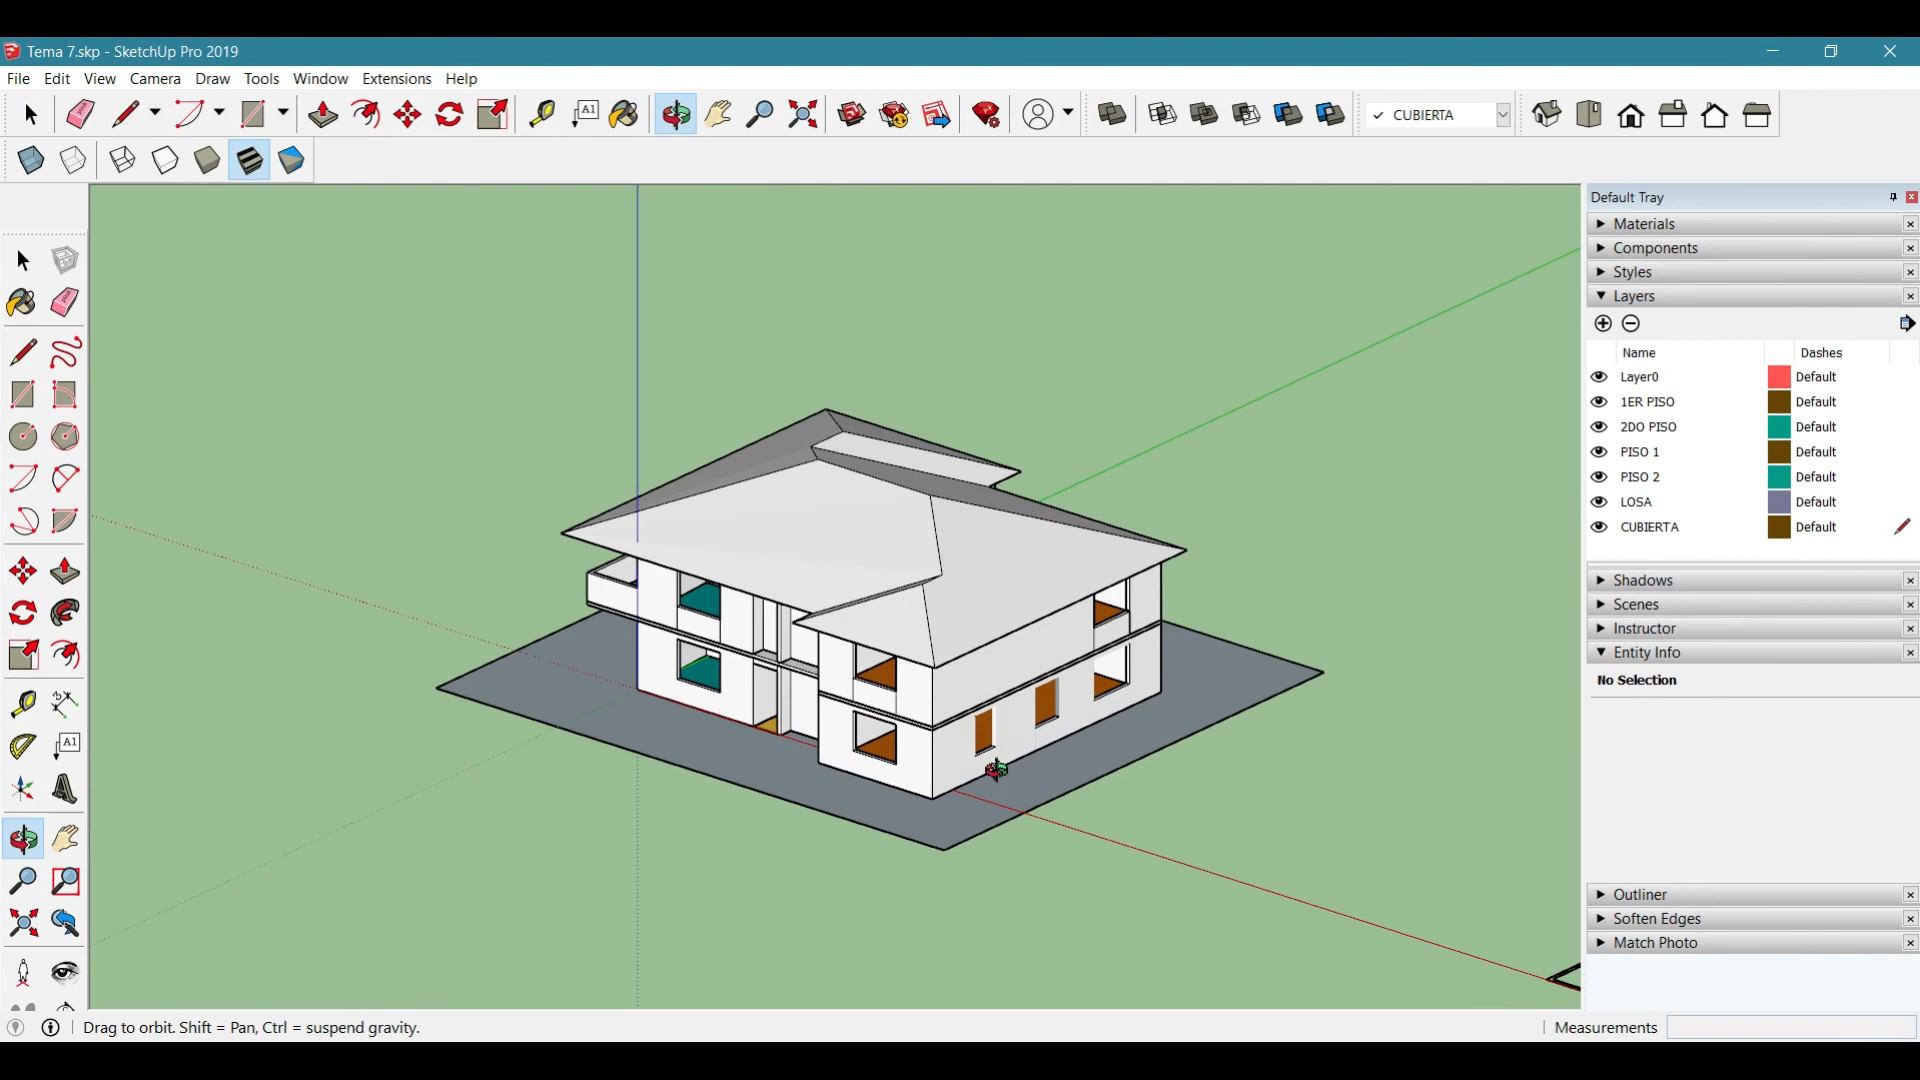 Tema 7.skp - SketchUp Pro 2019
File Edit View Camera Draw Tools Window Extensions Help
A1
✓ CUBIERTA
Default Tray
Materials
Components
Styles
Layers
Name Dashes
Layer0 Default
1ER PISO Default
2DO PISO Default
PISO 1 Default
PISO 2 Default
LOSA Default
CUBIERTA Default
Shadows
Scenes
Instructor
Entity Info
No Selection
A1
Outliner
Soften Edges
Match Photo
Drag to orbit. Shift = Pan, Ctrl = suspend gravity.
Measurements